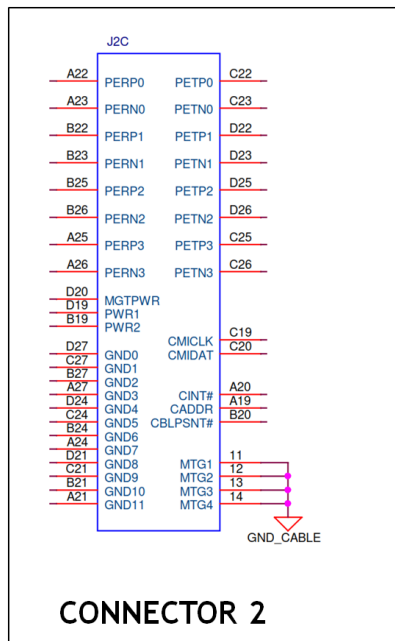 J2C
A22 PERP0 PETP0 C22
A23 PERN0 PETN0 C23
B22 PERP1 PETP1 D22
B23 PERN1 PETN1 D23
B25 PERP2 PETP2 D25
B26 PERN2 PETN2 D26
A25 PERP3 PETP3 C25
A26 PERN3 PETN3 C26
D20 MGTPWR
D19 PWR1
B19 PWR2
CMICLK C19
D27 GND0 CMIDAT C20
C27 GND1
B27 GND2
A27 GND3 CINT# A20
D24 GND4 CADDR A19
C24 GND5 CBLPSNT# B20
B24 GND6
A24 GND7
D21 GND8 MTG1 11
C21 GND9 MTG2 12
B21 GND10 MTG3 13
A21 GND11 MTG4 14
GND_CABLE
CONNECTOR 2